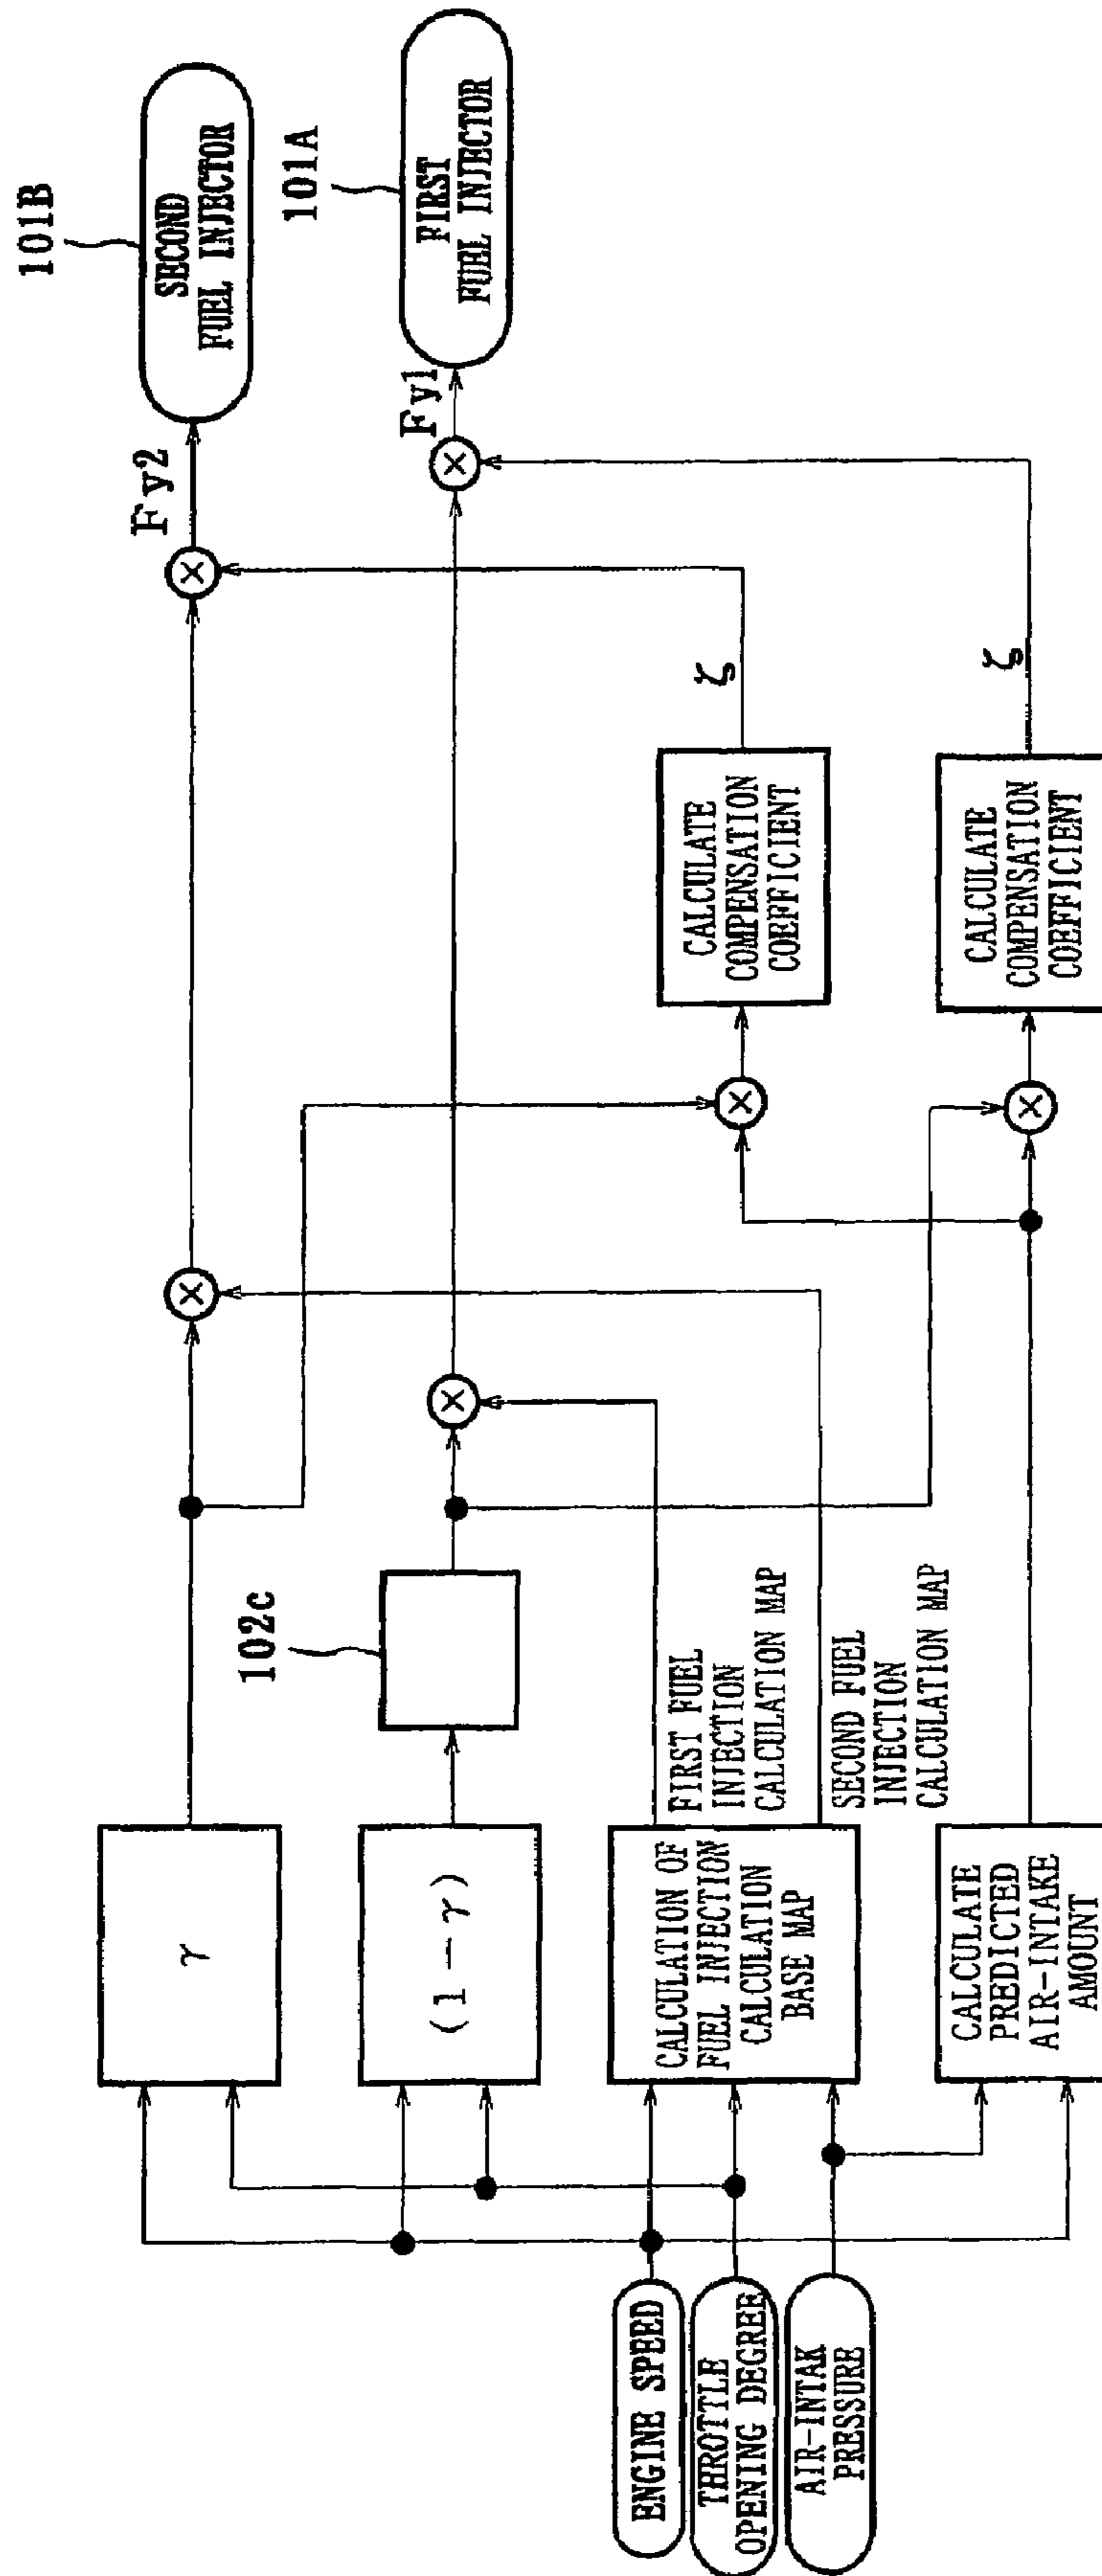 ENGINE SPEED
THROTTLE
OPENING DEGREE
AIR-INTAK
PRESSURE
γ
(1-γ)
CALCULATION OF
FUEL INJECTION
CALCULATION
BASE MAP
CALCULATE
PREDICTED
AIR-INTAKE
AMOUNT
102c
FIRST FUEL
INJECTION
CALCULATION MAP
SECOND FUEL
INJECTION
CALCULATION MAP
×
×
×
×
CALCULATE
COMPENSATION
COEFFICIENT
CALCULATE
COMPENSATION
COEFFICIENT
ζ
ζ
×
×
Fy2
Fy1
101B
SECOND
FUEL INJECTOR
101A
FIRST
FUEL INJECTOR